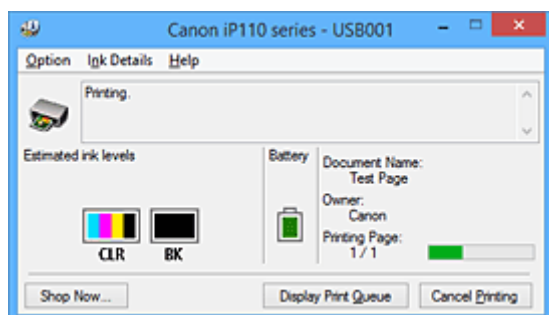 Canon iP110 series - USB001
Option Ink Details Help
Printing.
Estimated ink levels
Battery
Document Name:
Test Page
Owner:
Canon
Printing Page:
1 / 1
CLR BK
Shop Now... Display Print Queue Cancel Printing